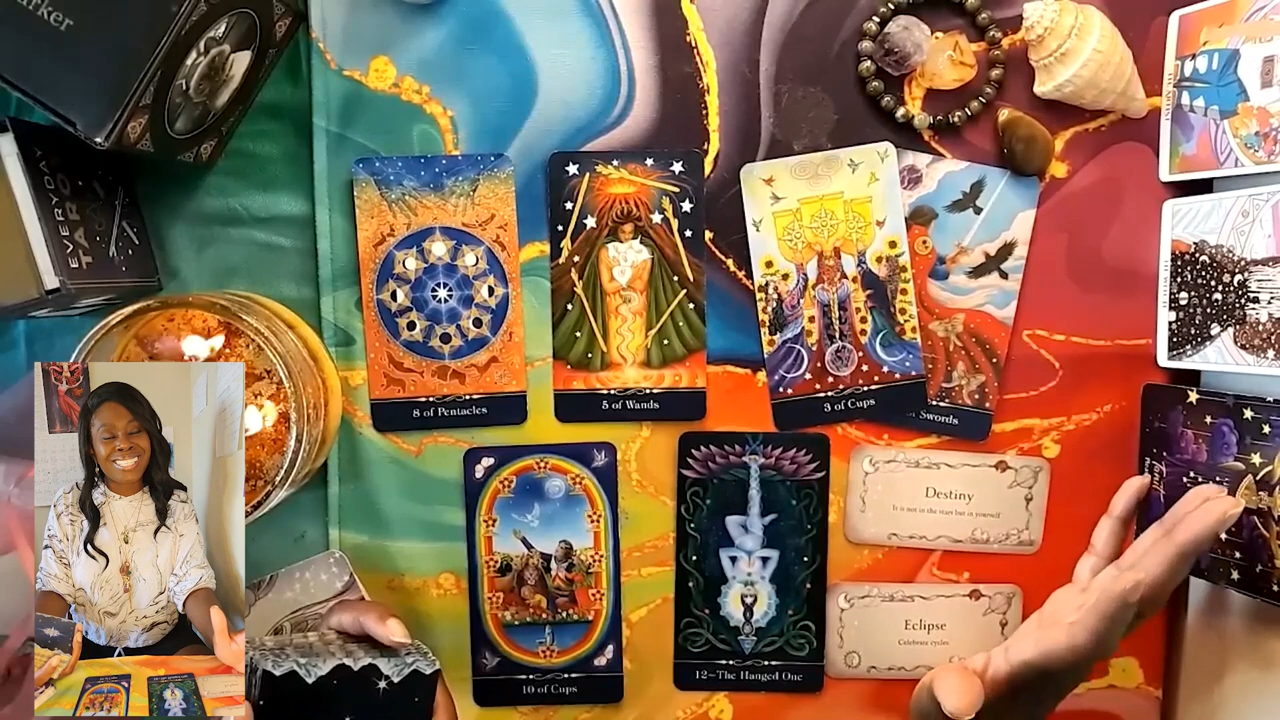 arker
EVERYDAY
TAROT
8 of Pentacles
5 of Wands
3 of Cups
Swords
10 of Cups
12—The Hanged One
Destiny
It is not in the stars but in yourself
Eclipse
Celebrate cycles